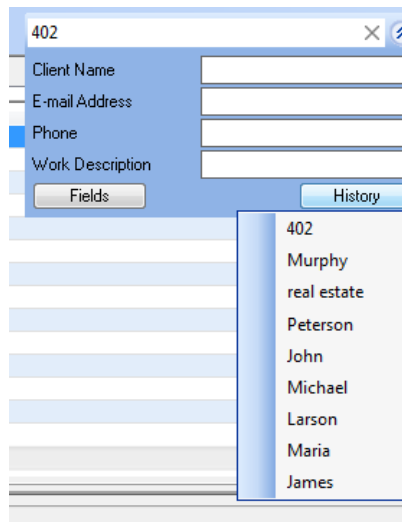 402
Client Name
E-mail Address
Phone
Work Description
Fields History
402
Murphy
real estate
Peterson
John
Michael
Larson
Maria
James